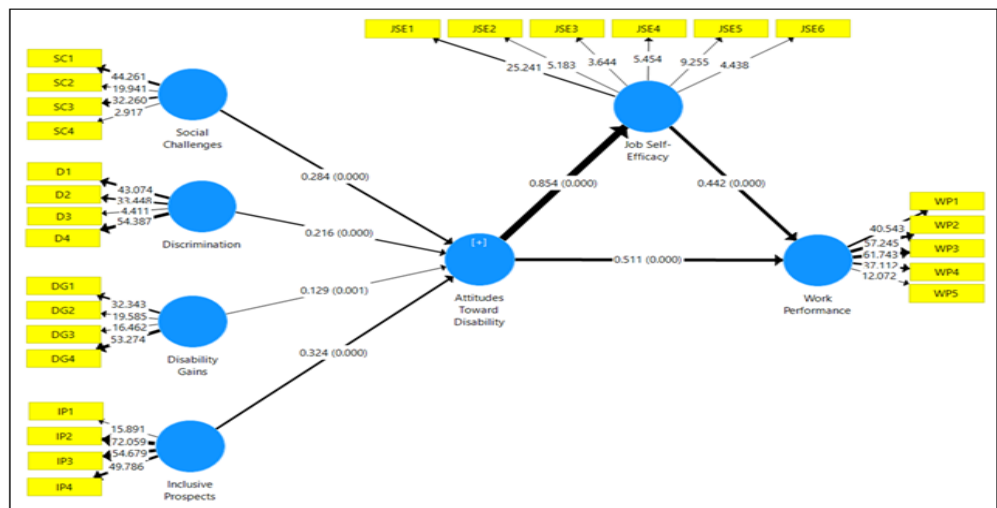 JSE1
JSE2
JSE3
JSE4
JSE5
JSE6
25.241
5.183
3.644
5.454
9.255
4.438
Job Self-
Efficacy
SC1
SC2
SC3
SC4
44.261
19.941
32.260
2.917
Social
Challenges
0.284 (0.000)
0.854 (0.000)
0.442 (0.000)
D1
D2
D3
D4
43.074
33.448
4.411
54.387
Discrimination
0.216 (0.000)
[+]
Attitudes
Toward
Disability
0.511 (0.000)
WP1
WP2
WP3
WP4
WP5
40.543
57.245
61.743
37.112
12.072
Work
Performance
DG1
DG2
DG3
DG4
32.343
19.585
16.462
53.274
Disability
Gains
0.129 (0.001)
0.324 (0.000)
IP1
IP2
IP3
IP4
15.891
72.059
54.679
49.786
Inclusive
Prospects